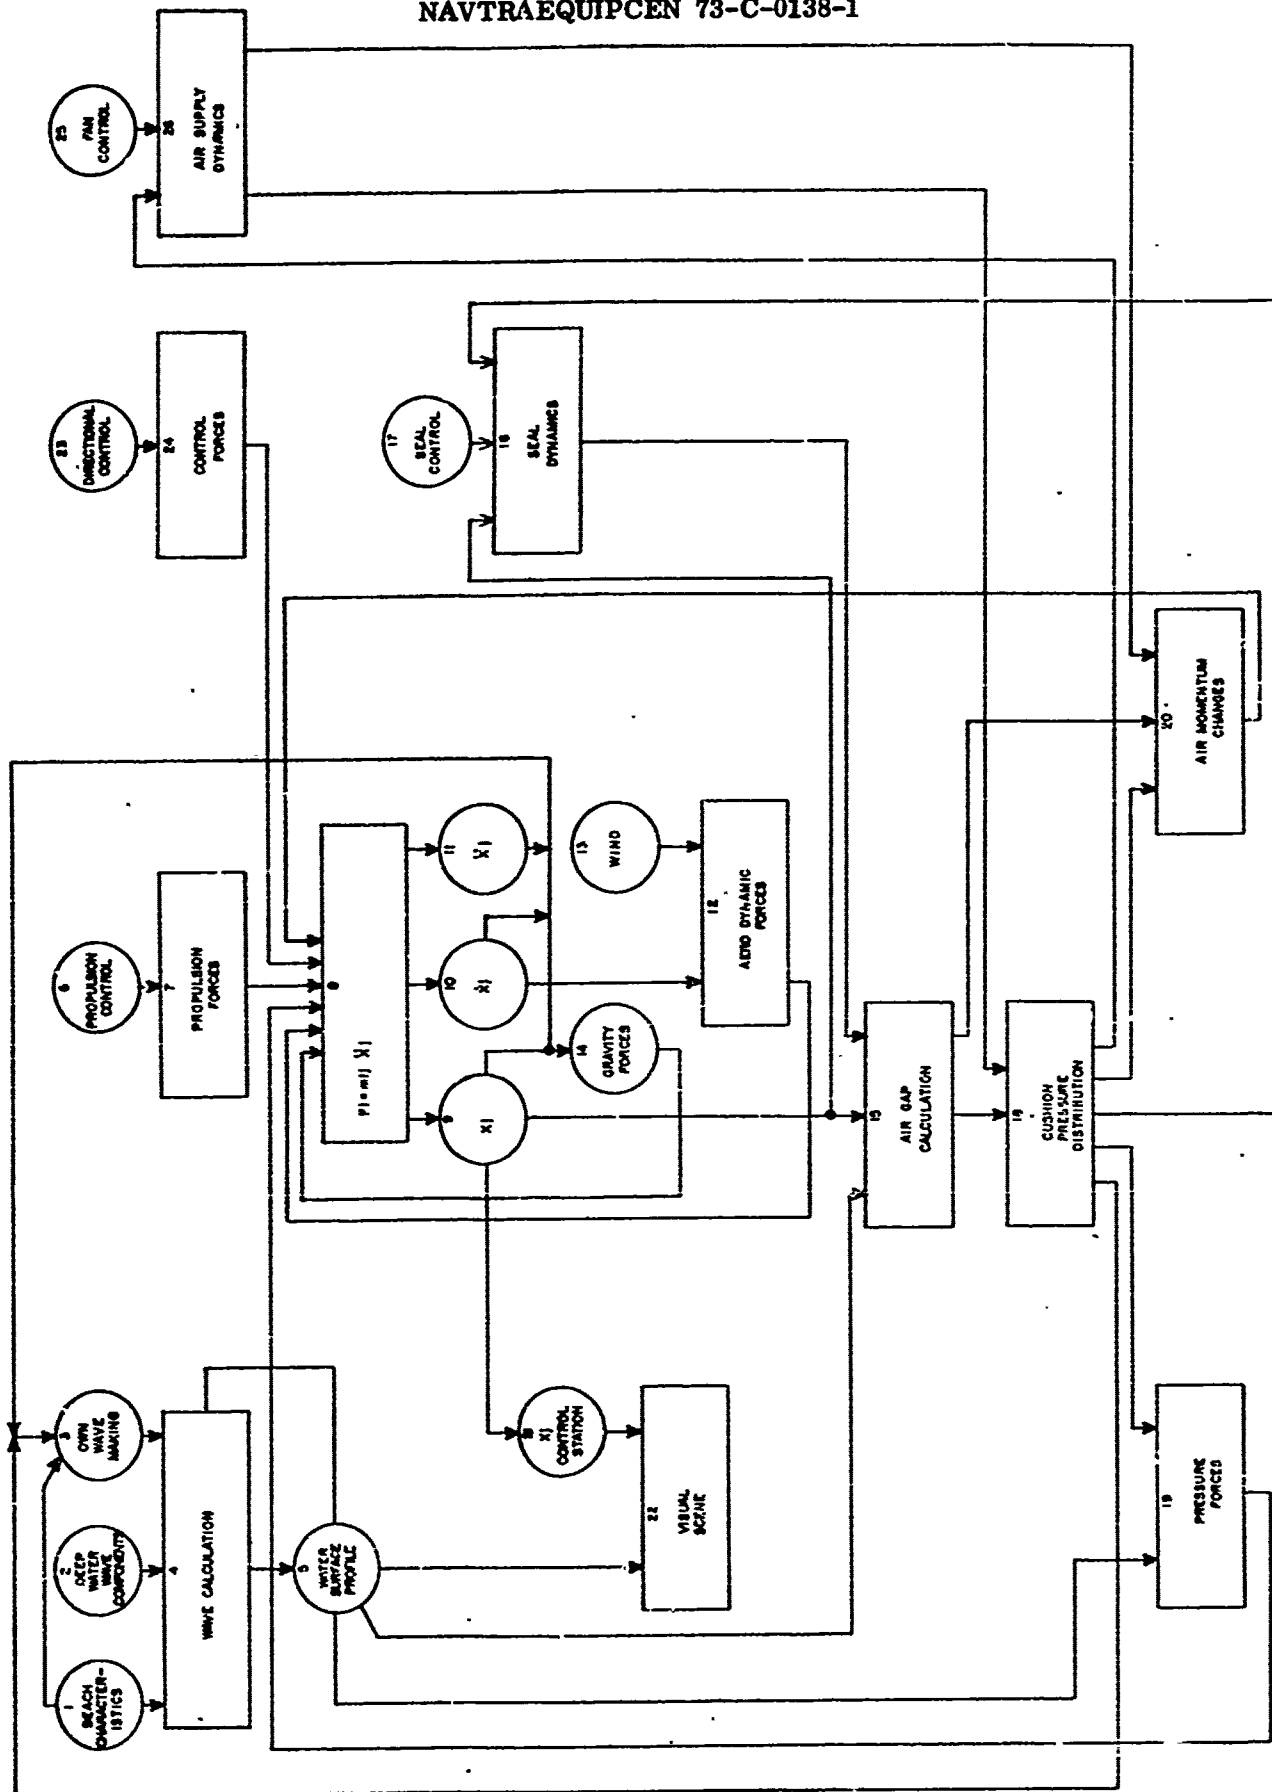 NAVTRAEQUIPCEN 73-C-0138-1
1
BEACH
CHARACTER-
ISTICS
2
DEEP
WATER
WAVE
COMPONENTS
3
OWN
WAVE
MAKING
4
WAVE CALCULATION
5
WATER
SURFACE
PROFILE
6
PROPULSION
CONTROL
7
PROPULSION
FORCES
8
9
Xj
10
11
12
AERO DYNAMIC
FORCES
13
WIND
14
GRAVITY
FORCES
15
AIR GAP
CALCULATION
CUSHION
PRESSURE
DISTRIBUTION
17
SEAL
CONTROL
SEAL
DYNAMICS
19
PRESSURE
FORCES
20
AIR MOMENTUM
CHANGES
Xj
CONTROL
STATION
22
VISUAL
SCENE
23
DIRECTIONAL
CONTROL
24
CONTROL
FORCES
25
FAN
CONTROL
26
AIR SUPPLY
DYNAMICS